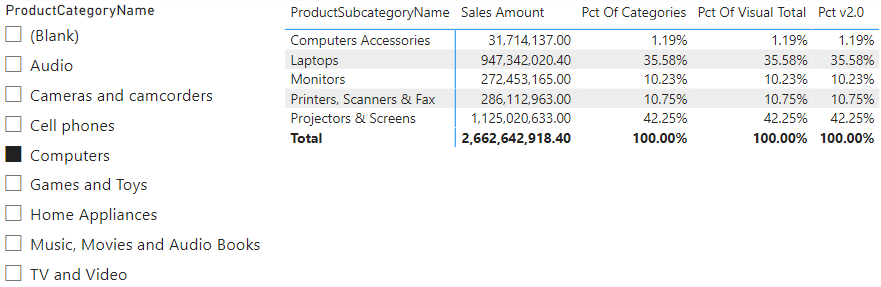 ProductCategoryName
(Blank)
Audio
Cameras and camcorders
Cell phones
Computers
Games and Toys
Home Appliances
Music, Movies and Audio Books
TV and Video
ProductSubcategoryName Sales Amount Pct Of Categories Pct Of Visual Total Pct v2.0
Computers Accessories 31,714,137.00 1.19% 1.19% 1.19%
Laptops 947,342,020.40 35.58% 35.58% 35.58%
Monitors 272,453,165.00 10.23% 10.23% 10.23%
Printers, Scanners & Fax 286,112,963.00 10.75% 10.75% 10.75%
Projectors & Screens 1,125,020,633.00 42.25% 42.25% 42.25%
Total 2,662,642,918.40 100.00% 100.00% 100.00%